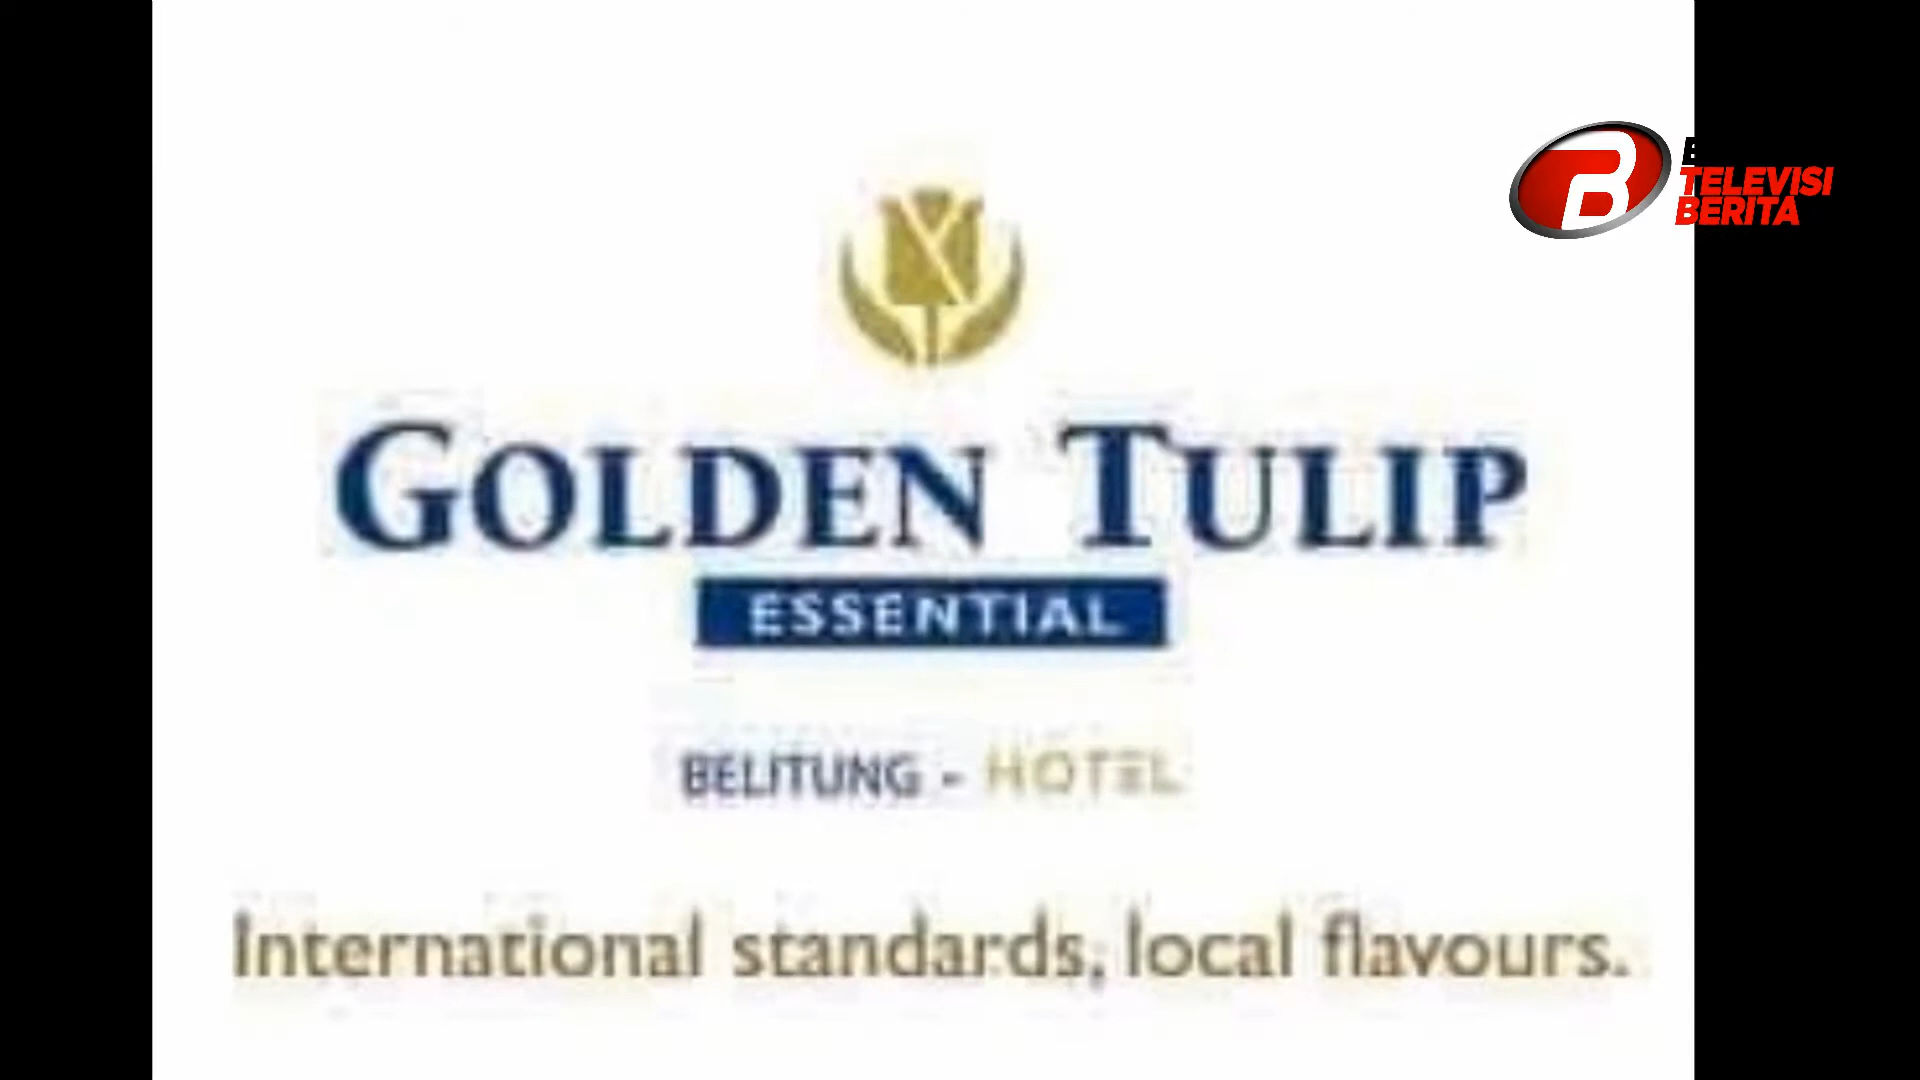 B
TELEVISI
BERITA
GOLDEN TULIP
ESSENTIAL
BELITUNG - HOTEL
International standards, local flavours.